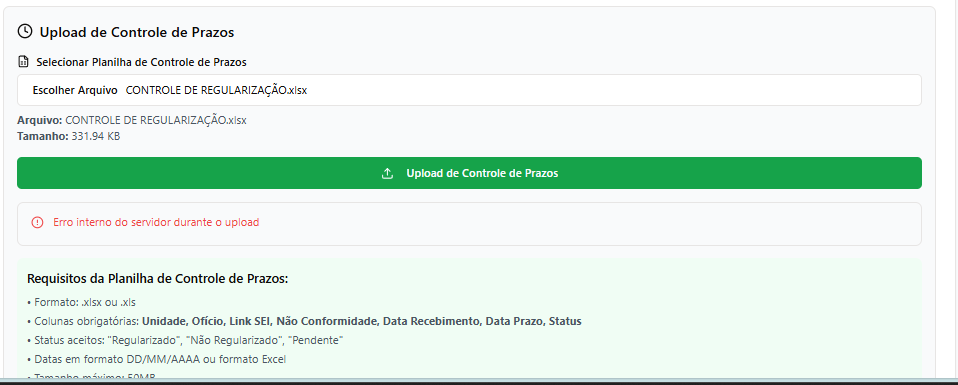 Upload de Controle de Prazos
Selecionar Planilha de Controle de Prazos
Escolher Arquivo CONTROLE DE REGULARIZAÇÃO.xlsx
Arquivo: CONTROLE DE REGULARIZAÇÃO.xlsx
Tamanho: 331.94 KB
Upload de Controle de Prazos
Erro interno do servidor durante o upload
Requisitos da Planilha de Controle de Prazos:
• Formato: .xlsx ou .xls
• Colunas obrigatórias: Unidade, Ofício, Link SEI, Não Conformidade, Data Recebimento, Data Prazo, Status
• Status aceitos: "Regularizado", "Não Regularizado", "Pendente"
• Datas em formato DD/MM/AAAA ou formato Excel
• Tamanho máximo: 50MB